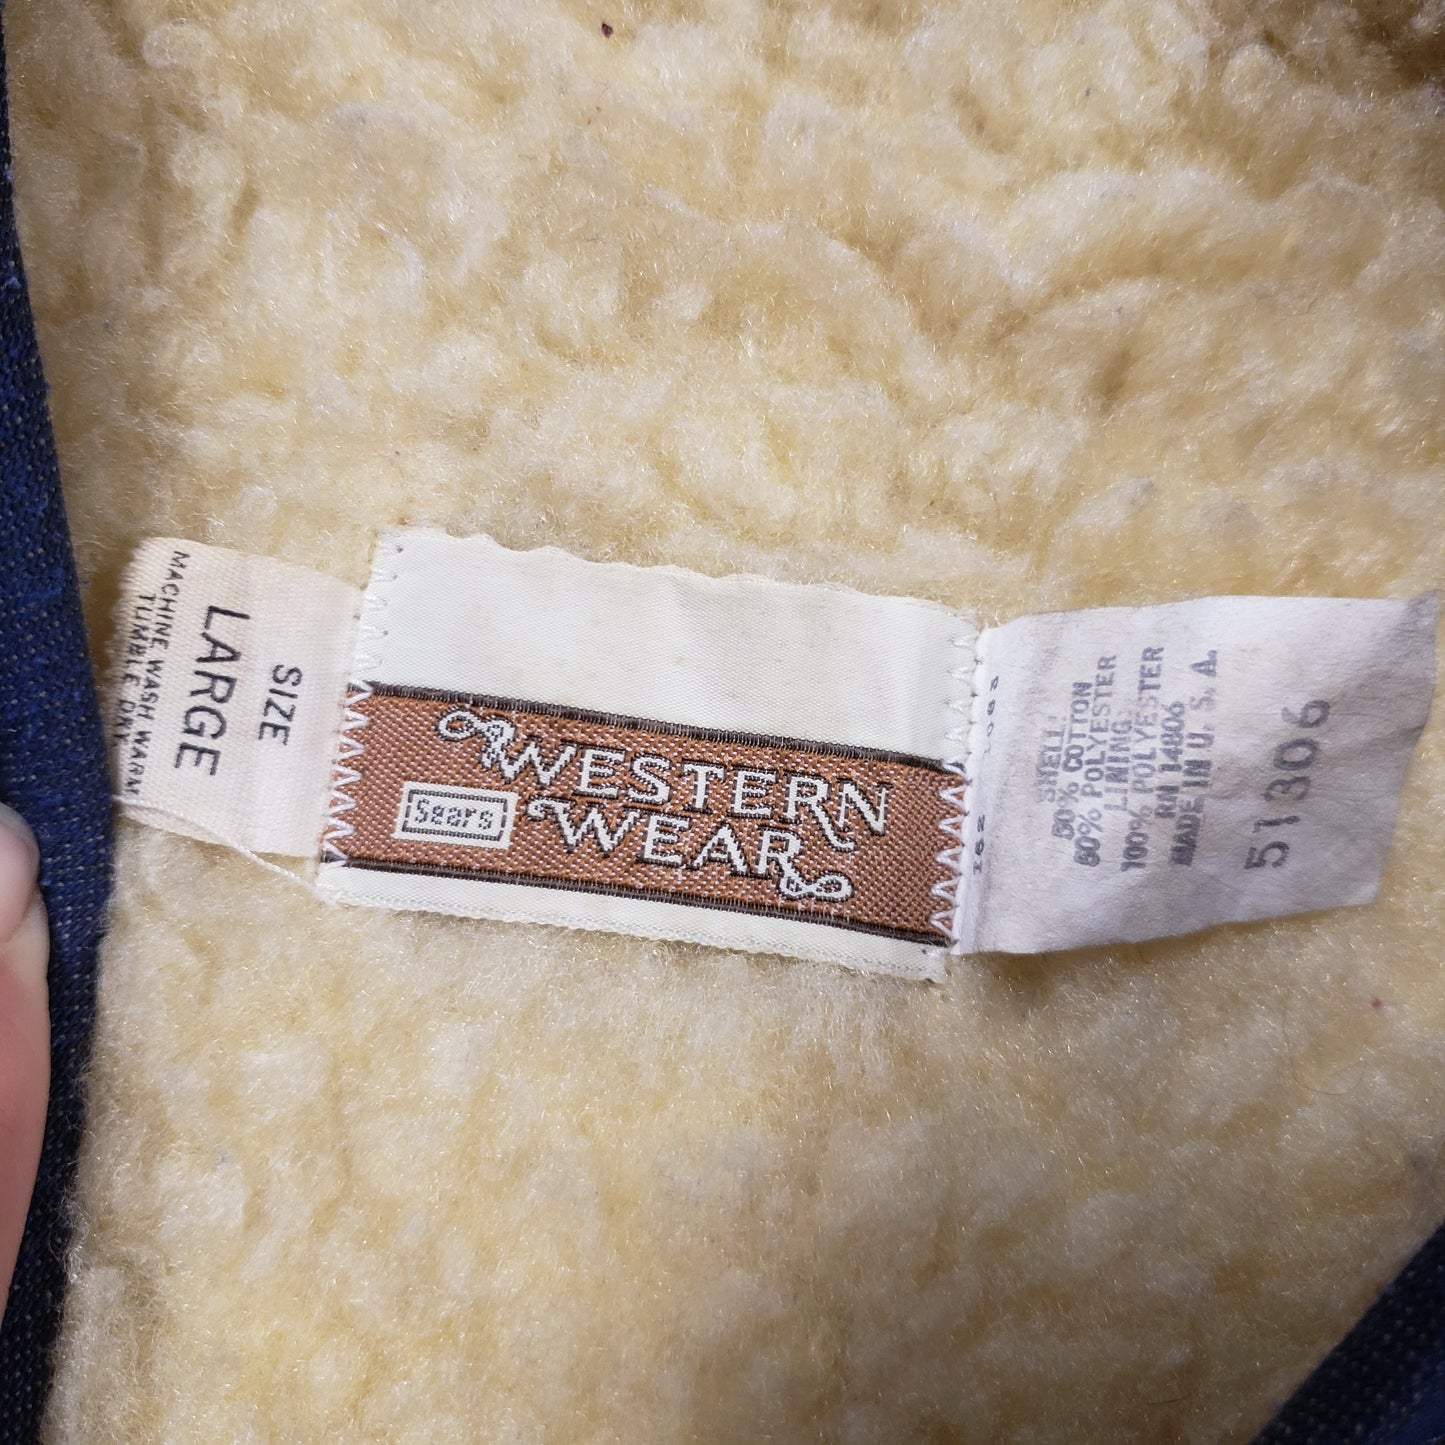 SIZE
LARGE
MACHINE WASH WARM
TUMBLE DRY
WESTERN
WEAR
Sears
SHELL:
50% COTTON
50% POLYESTER
LINING:
100% POLYESTER
RN 14806
MADE IN U. S. A.
51306